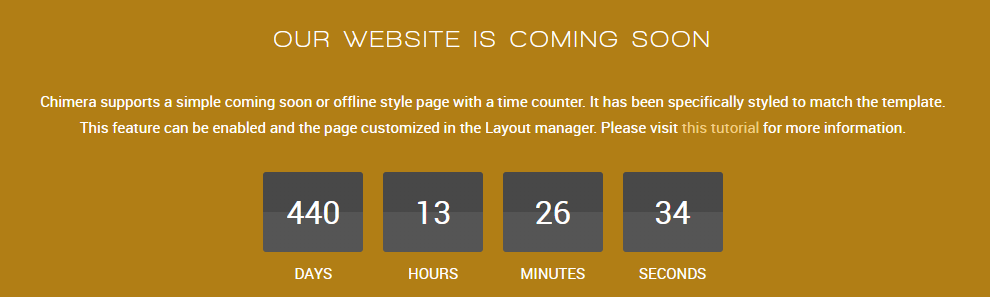 OUR WEBSITE IS COMING SOON
Chimera supports a simple coming soon or offline style page with a time counter. It has been specifically styled to match the template.
This feature can be enabled and the page customized in the Layout manager. Please visit this tutorial for more information.
440 13 26 34
DAYS HOURS MINUTES SECONDS